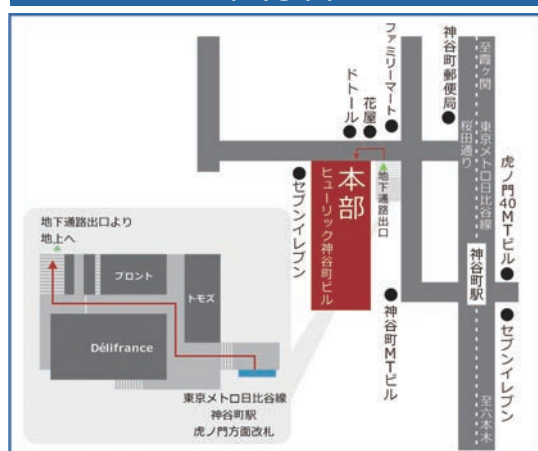 ファミリーマート
神谷町郵便局
至霞ヶ関
ドトール
花屋
東京メトロ日比谷線
桜田通り
虎ノ門40MTビル
セブンイレブン
本部
ヒューリック神谷町ビル
地下通路出口
神谷町駅
神谷町MTビル
セブンイレブン
至六本木
地下通路出口より
地上へ
プロント
トモズ
Délifrance
東京メトロ日比谷線
神谷町駅
虎ノ門方面改札